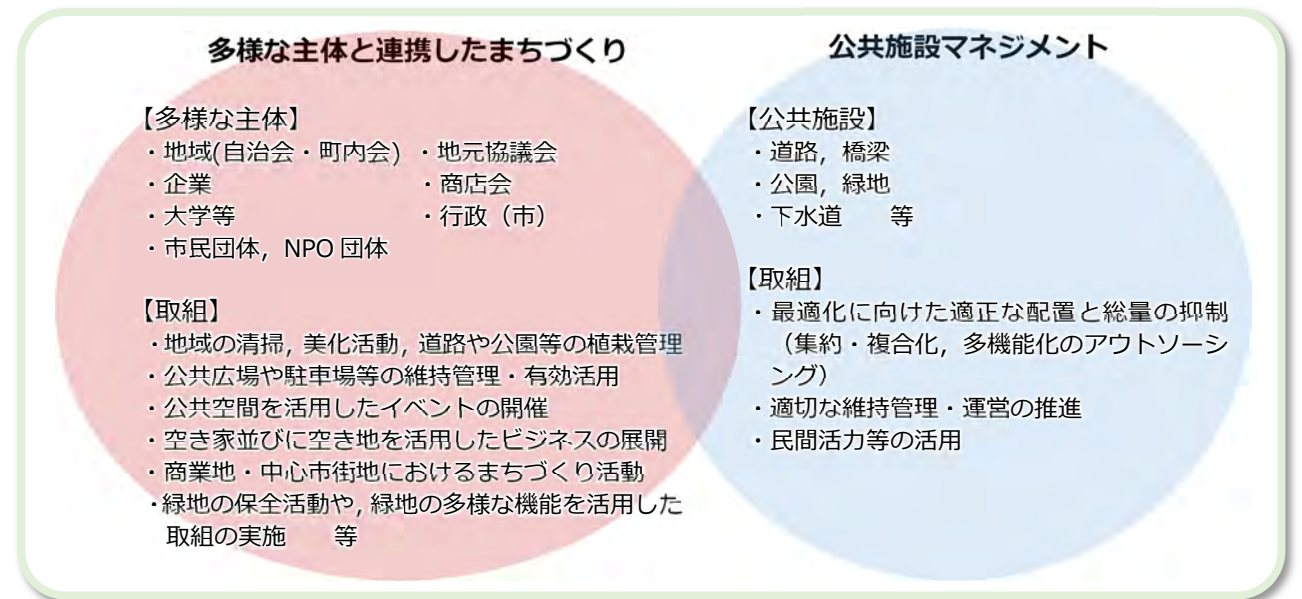 多様な主体と連携したまちづくり
【多様な主体】
・地域(自治会・町内会) ・地元協議会
・企業 ・商店会
・大学等 ・行政（市）
・市民団体，NPO 団体
【取組】
・地域の清掃，美化活動，道路や公園等の植栽管理
・公共広場や駐車場等の維持管理・有効活用
・公共空間を活用したイベントの開催
・空き家並びに空き地を活用したビジネスの展開
・商業地・中心市街地におけるまちづくり活動
・緑地の保全活動や，緑地の多様な機能を活用した
取組の実施 等
公共施設マネジメント
【公共施設】
・道路，橋梁
・公園，緑地
・下水道 等
【取組】
・最適化に向けた適正な配置と総量の抑制
（集約・複合化，多機能化のアウトソーシ
ング）
・適切な維持管理・運営の推進
・民間活力等の活用